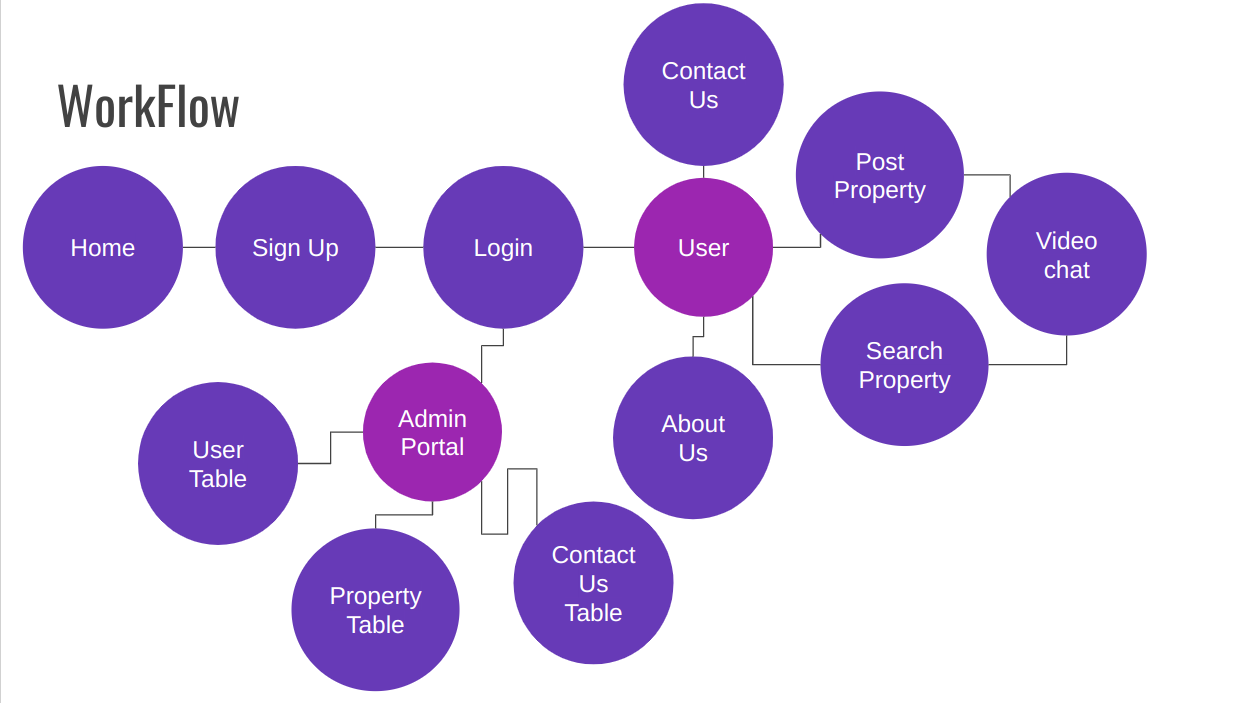 WorkFlow
Home
Sign Up
Login
User
Contact
Us
Post
Property
Video
chat
Search
Property
About
Us
Admin
Portal
User
Table
Property
Table
Contact
Us
Table